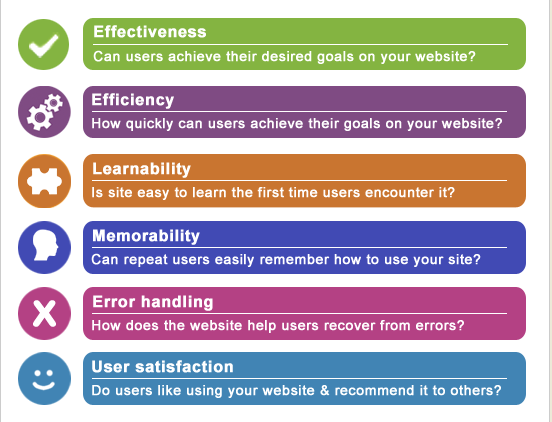 Effectiveness
Can users achieve their desired goals on your website?
Efficiency
How quickly can users achieve their goals on your website?
Learnability
Is site easy to learn the first time users encounter it?
Memorability
Can repeat users easily remember how to use your site?
Error handling
How does the website help users recover from errors?
User satisfaction
Do users like using your website & recommend it to others?